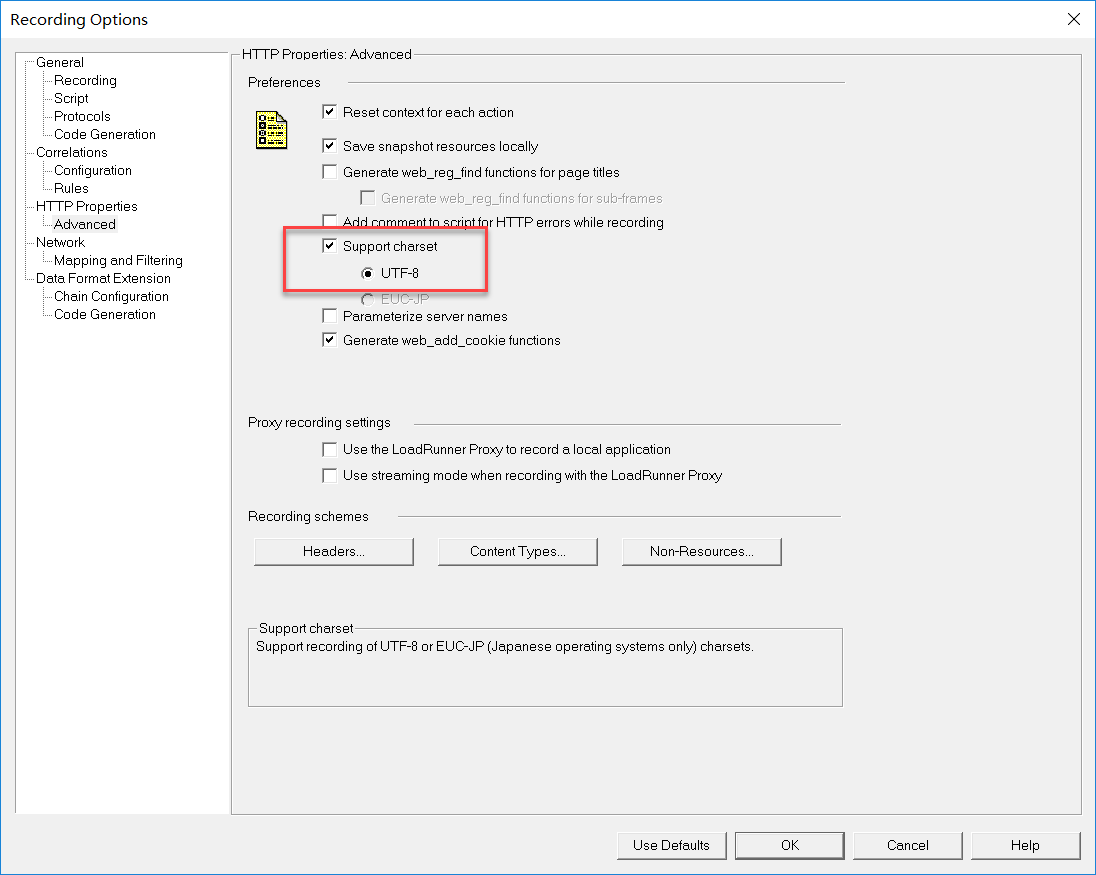 Recording Options
General
Recording
Script
Protocols
Code Generation
Correlations
Configuration
Rules
HTTP Properties
Advanced
Network
Mapping and Filtering
Data Format Extension
Chain Configuration
Code Generation
HTTP Properties: Advanced
Preferences
Reset context for each action
Save snapshot resources locally
Generate web_reg_find functions for page titles
Generate web_reg_find functions for sub-frames
Add comment to script for HTTP errors while recording
Support charset
UTF-8
EUC-JP
Parameterize server names
Generate web_add_cookie functions
Proxy recording settings
Use the LoadRunner Proxy to record a local application
Use streaming mode when recording with the LoadRunner Proxy
Recording schemes
Headers... Content Types... Non-Resources...
Support charset
Support recording of UTF-8 or EUC-JP (Japanese operating systems only) charsets.
Use Defaults OK Cancel Help